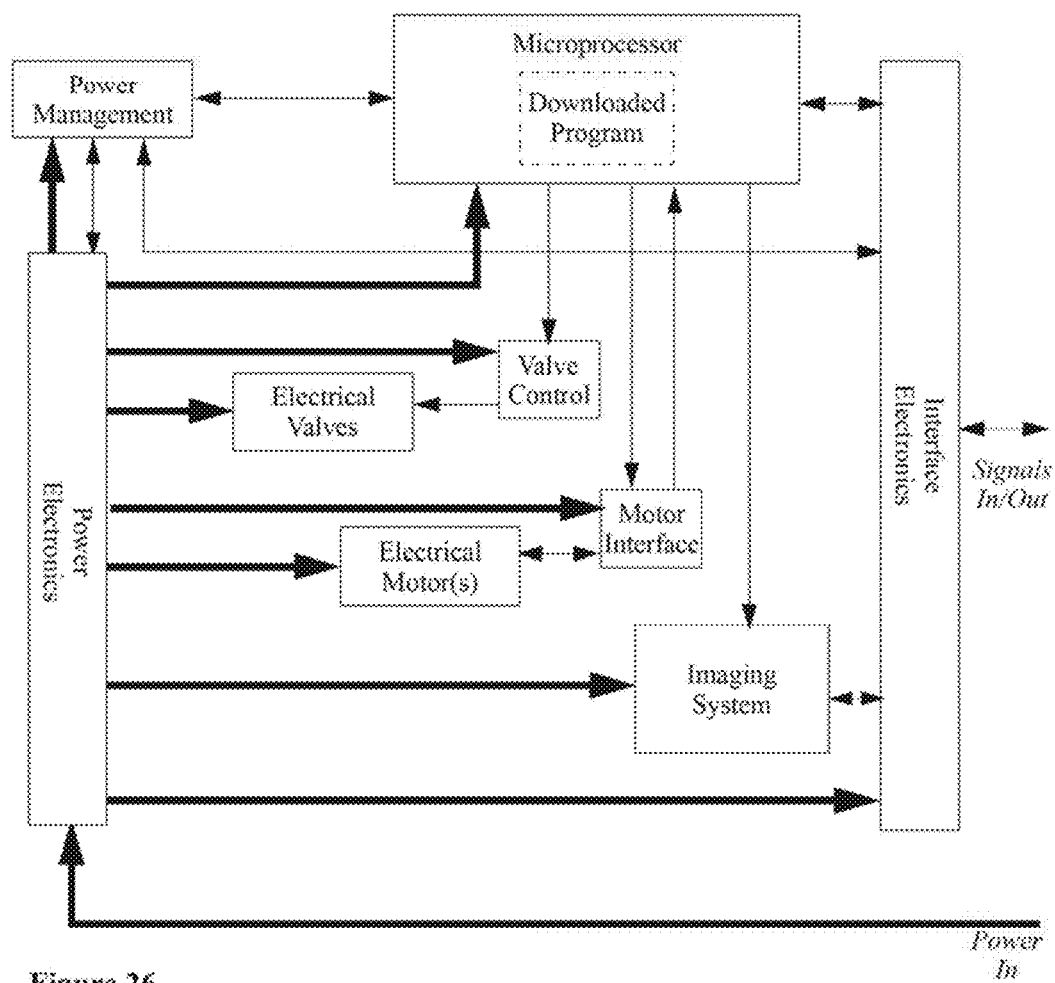 Microprocessor
Power
Management
Downloaded
Program
Valve
Control
Electrical
Valves
Interface
Electronics
Signals
In/Out
Power
Electronics
Motor
Interface
Electrical
Motor(s)
Imaging
System
Power
In
Figure 26